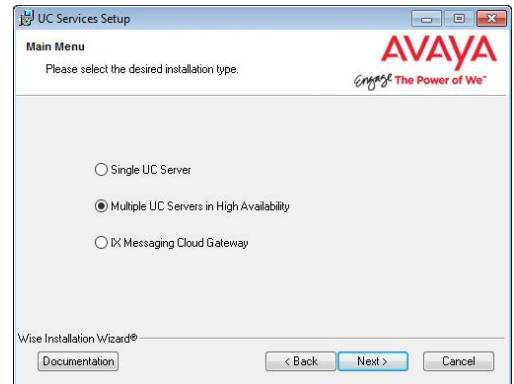 UC Services Setup
Main Menu
Please select the desired installation type.
AVAYA
Engage The Power of We™
Single UC Server
Multiple UC Servers in High Availability
IX Messaging Cloud Gateway
Wise Installation Wizard®
Documentation
< Back
Next >
Cancel